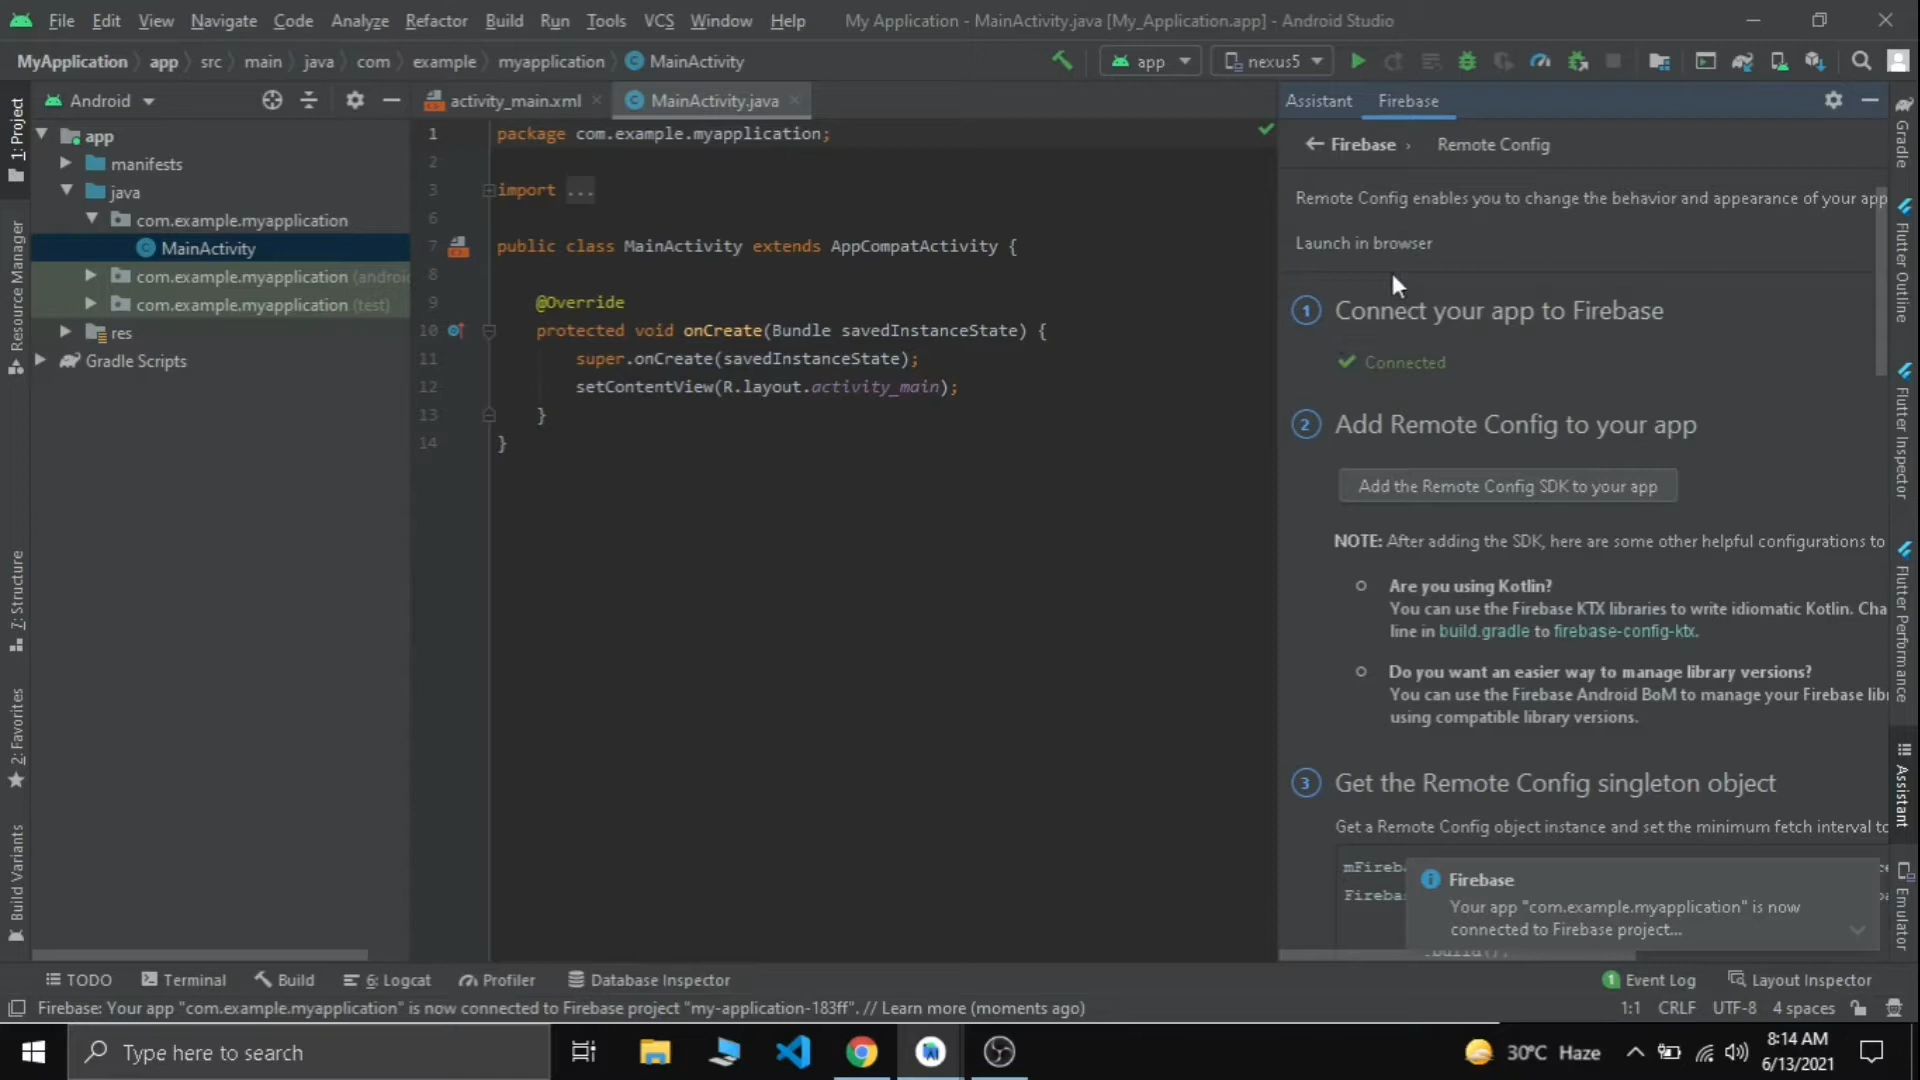 File Edit View Navigate Code Analyze Refactor Build Run Tools VCS Window Help My Application - MainActivity.java [My_Application.app] - Android Studio
MyApplication › app › src › main › java › com › example › myapplication › MainActivity app nexus5
Android
activity_main.xml MainActivity.java
Assistant Firebase
1: Project
Resource Manager
7: Structure
2: Favorites
Build Variants
app
manifests
java
com.example.myapplication
MainActivity
com.example.myapplication (androi
com.example.myapplication (test)
res
Gradle Scripts
1 package com.example.myapplication;
2
3 import ...
6
7 public class MainActivity extends AppCompatActivity {
8
9 @Override
10 protected void onCreate(Bundle savedInstanceState) {
11 super.onCreate(savedInstanceState);
12 setContentView(R.layout.activity_main);
13 }
14 }
← Firebase › Remote Config
Remote Config enables you to change the behavior and appearance of your app
Launch in browser
1 Connect your app to Firebase
Connected
2 Add Remote Config to your app
Add the Remote Config SDK to your app
NOTE: After adding the SDK, here are some other helpful configurations to
Are you using Kotlin?
You can use the Firebase KTX libraries to write idiomatic Kotlin. Cha
line in build.gradle to firebase-config-ktx.
Do you want an easier way to manage library versions?
You can use the Firebase Android BoM to manage your Firebase libr
using compatible library versions.
3 Get the Remote Config singleton object
Get a Remote Config object instance and set the minimum fetch interval to
mFireb
Fireba
.build();
Firebase
Your app "com.example.myapplication" is now
connected to Firebase project...
Gradle
Flutter Outline
Flutter Inspector
Flutter Performance
Assistant
Emulator
TODO Terminal Build 6: Logcat Profiler Database Inspector 1 Event Log Layout Inspector
Firebase: Your app "com.example.myapplication" is now connected to Firebase project "my-application-183ff". // Learn more (moments ago) 1:1 CRLF UTF-8 4 spaces
Type here to search 30°C Haze 8:14 AM
6/13/2021